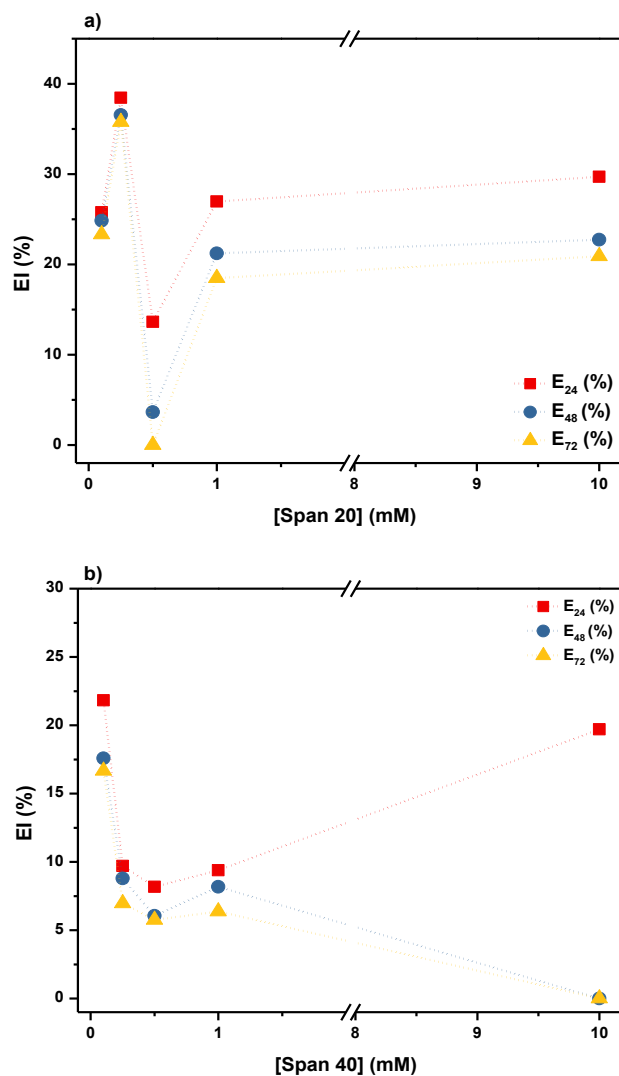 a)
40
30
20
10
0
EI (%)
E24 (%)
E48 (%)
E72 (%)
0 1 8 9 10
[Span 20] (mM)
b)
30
25
20
15
10
5
0
EI (%)
E24 (%)
E48 (%)
E72 (%)
0 1 8 9 10
[Span 40] (mM)